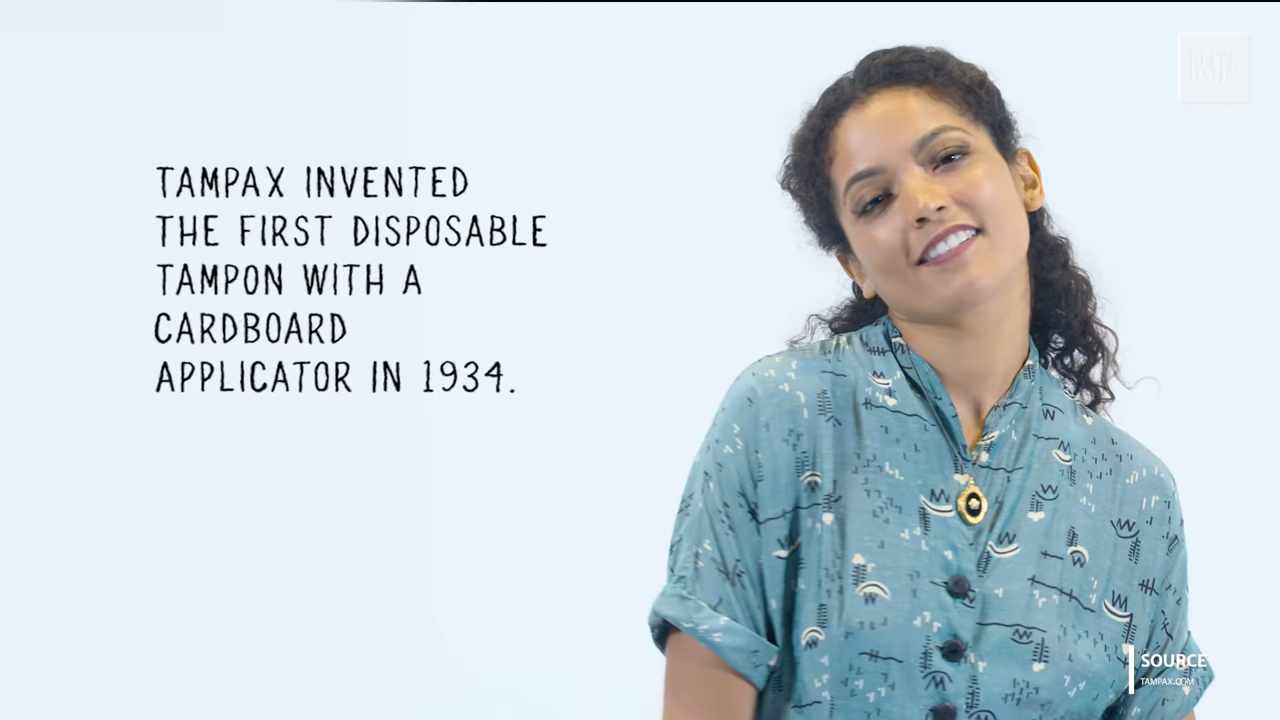 TAMPAX INVENTED
THE FIRST DISPOSABLE
TAMPON WITH A
CARDBOARD
APPLICATOR IN 1934.
SOURCE
TAMPAX.COM